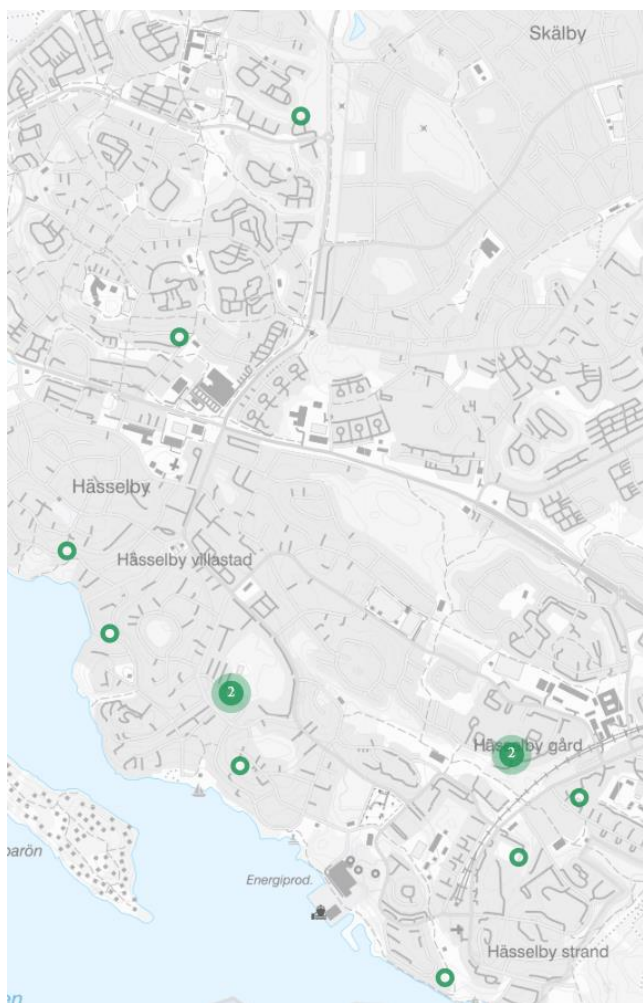 Skälby
Hässelby
Hässelby villastad
2
Hässelby gård
2
Energiprod.
Hässelby strand